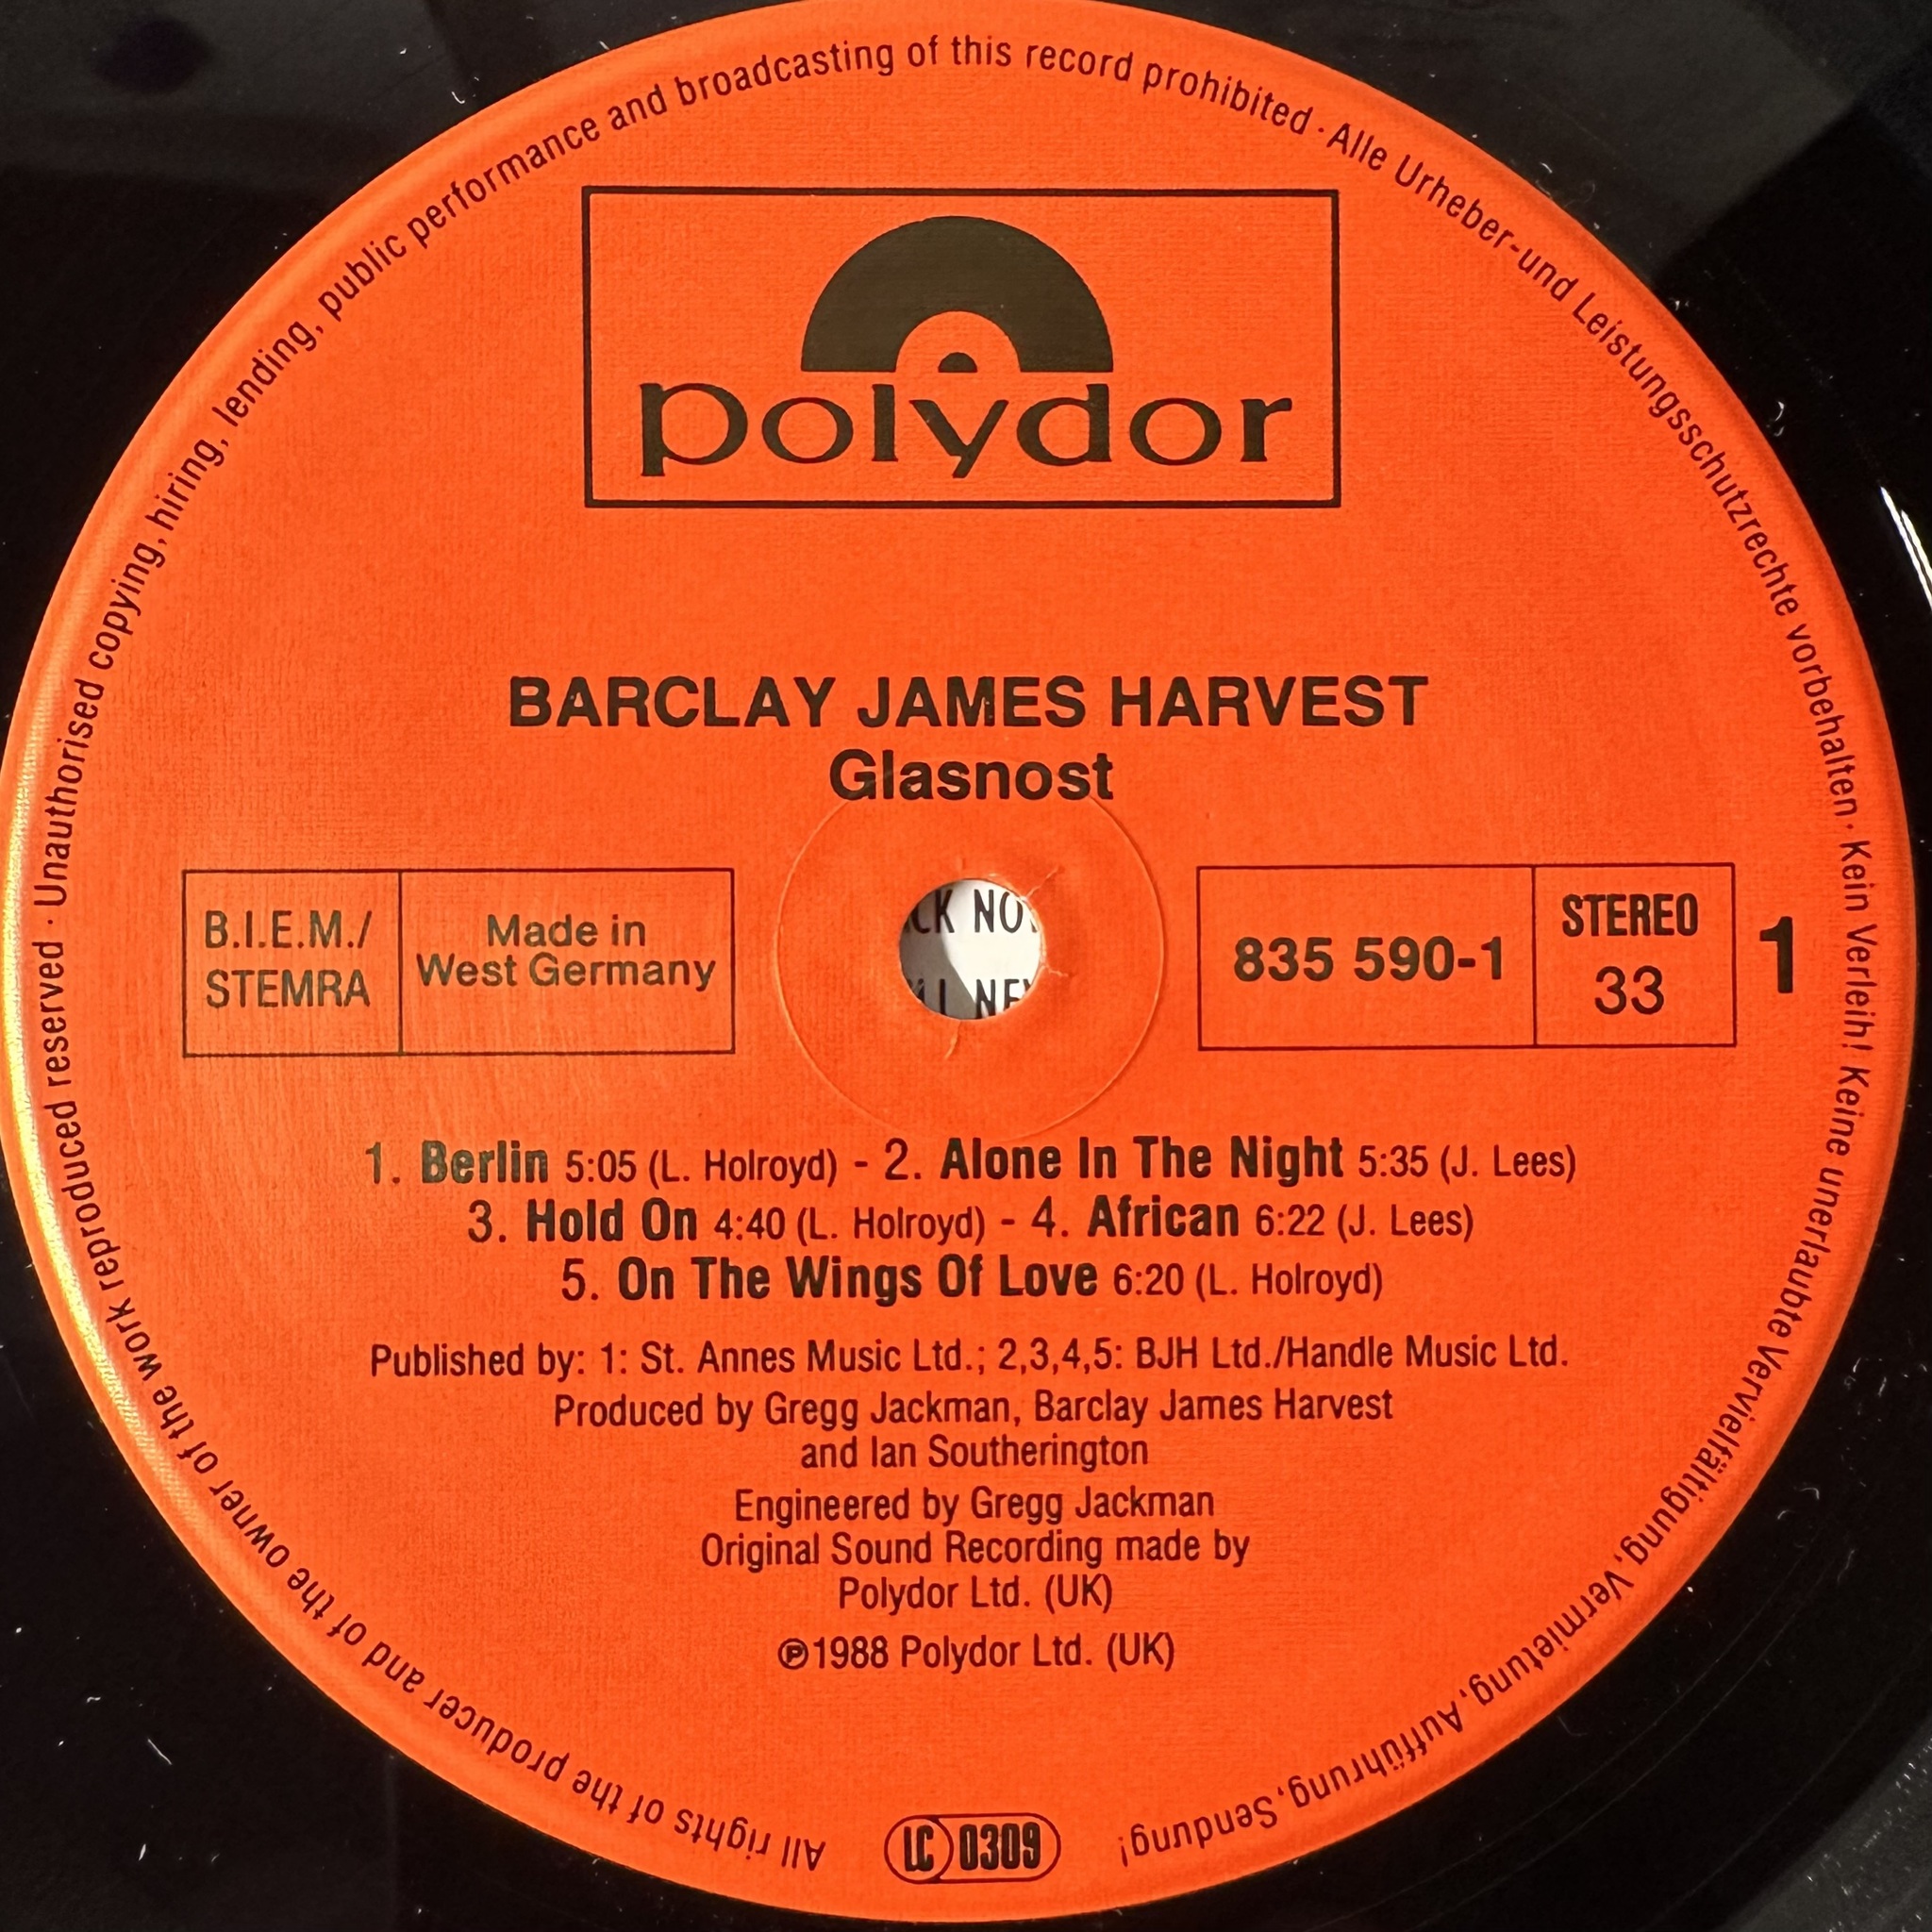 All rights of the producer and of the owner of the work reproduced reserved · Unauthorised copying, hiring, lending, public performance and broadcasting of this record prohibited · Alle Urheber-und Leistungsschutzrechte vorbehalten · Kein Verleih! Keine unerlaubte Vervielfältigung, Vermietung, Aufführung, Sendung!
polydor
BARCLAY JAMES HARVEST
Glasnost
B.I.E.M./
STEMRA
Made in
West Germany
NO
835 590-1
STEREO
33
1
1. Berlin 5:05 (L. Holroyd) - 2. Alone In The Night 5:35 (J. Lees)
3. Hold On 4:40 (L. Holroyd) - 4. African 6:22 (J. Lees)
5. On The Wings Of Love 6:20 (L. Holroyd)
Published by: 1: St. Annes Music Ltd.; 2,3,4,5: BJH Ltd./Handle Music Ltd.
Produced by Gregg Jackman, Barclay James Harvest
and Ian Southerington
Engineered by Gregg Jackman
Original Sound Recording made by
Polydor Ltd. (UK)
℗1988 Polydor Ltd. (UK)
LC 0309